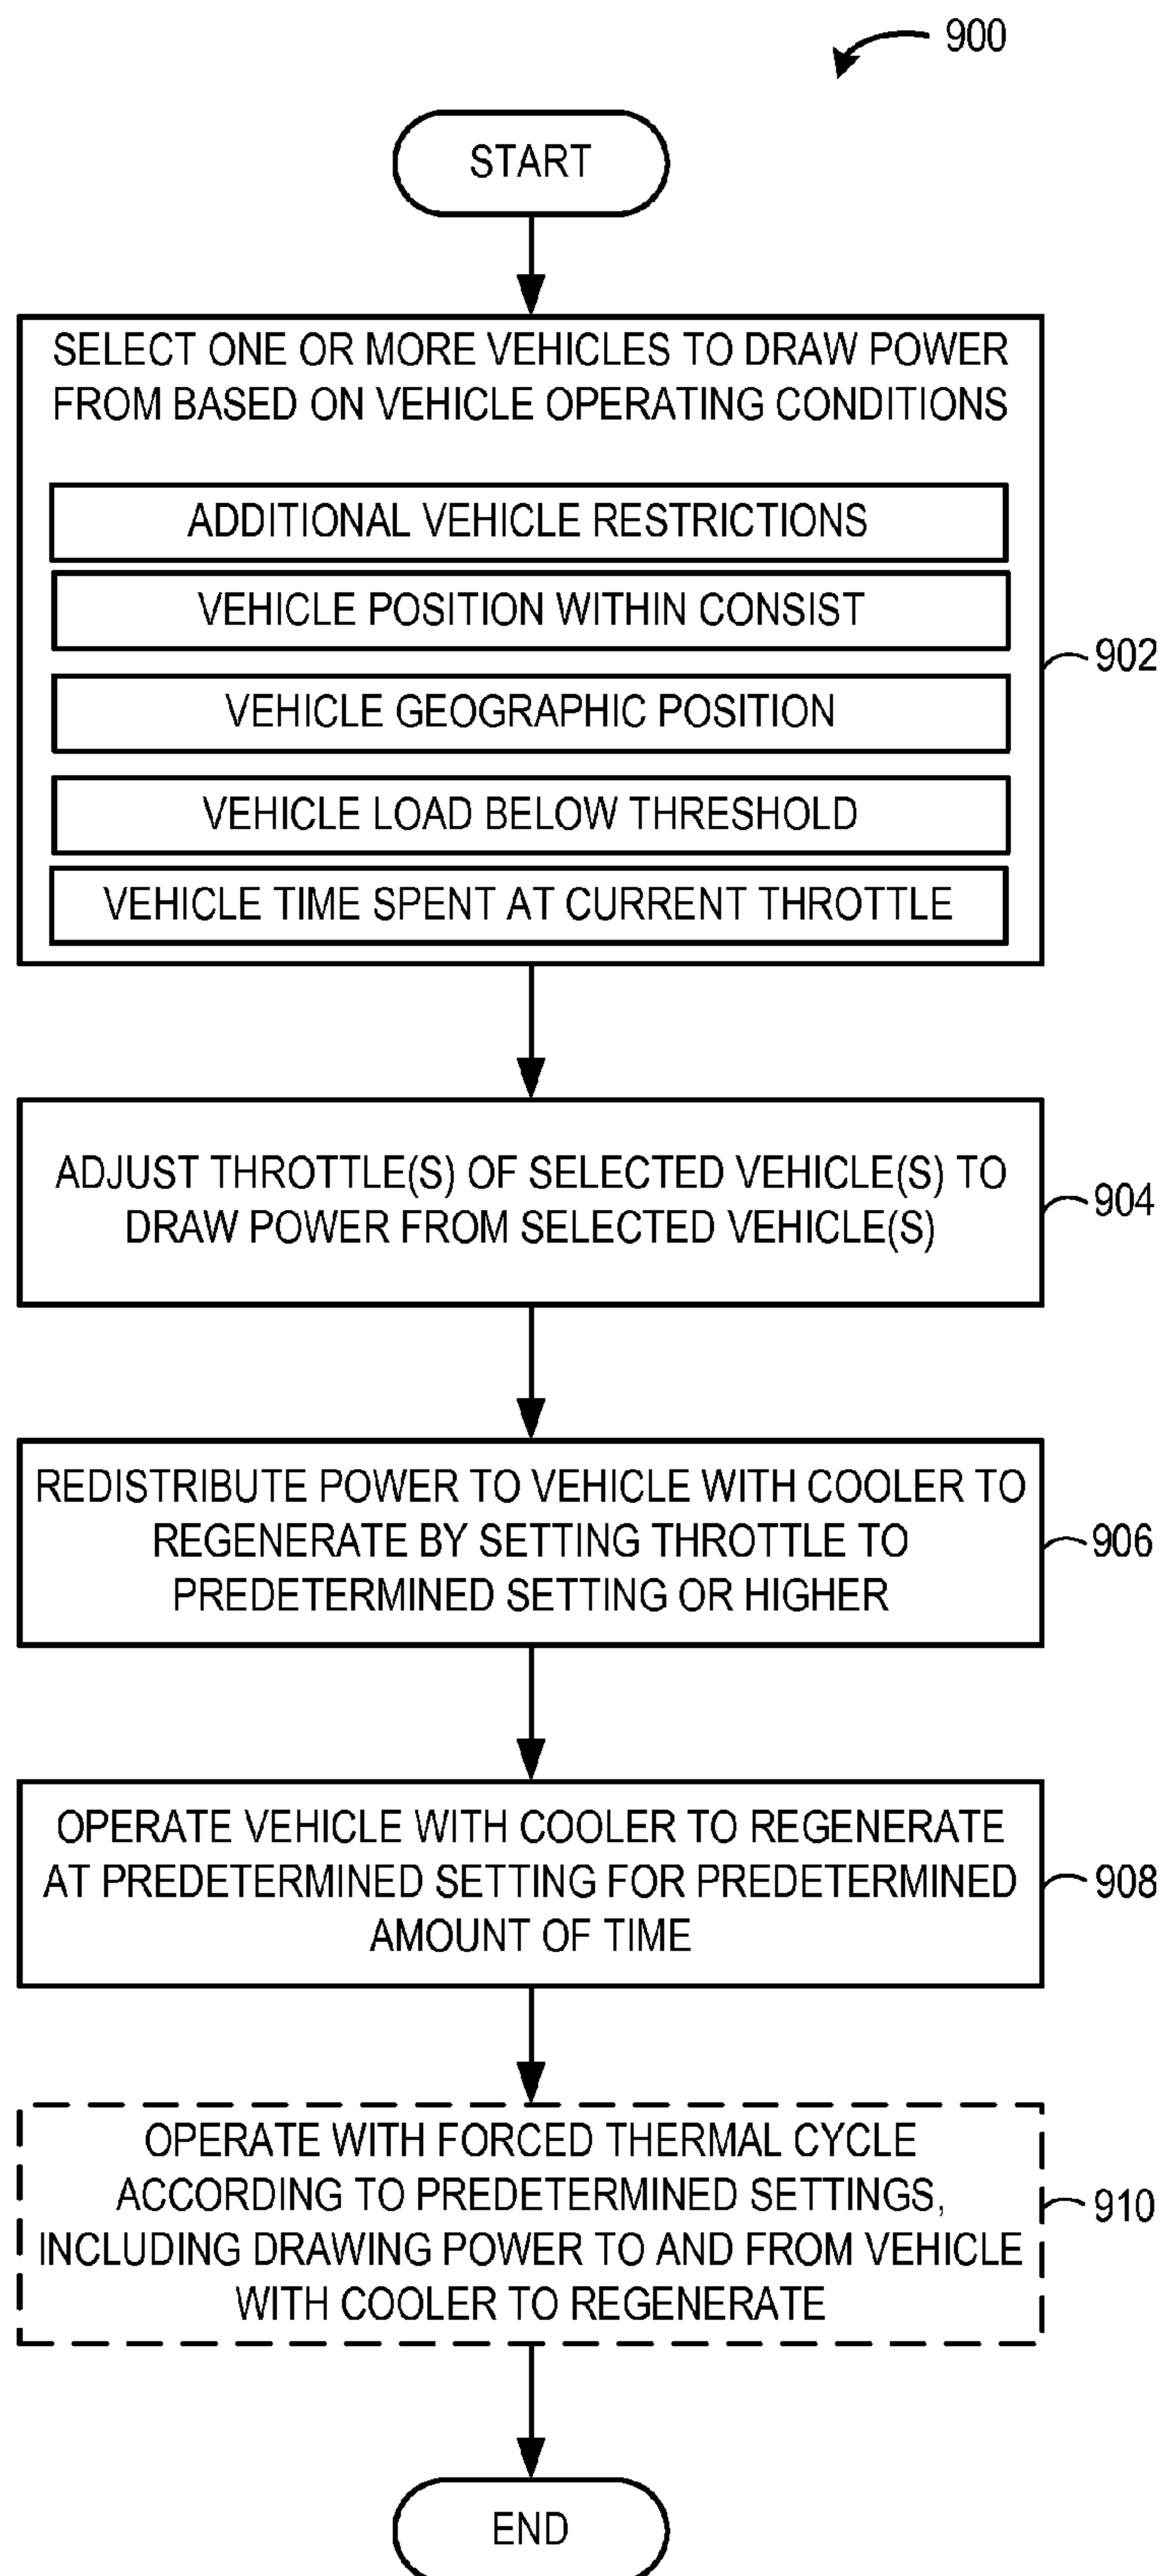 900
START
SELECT ONE OR MORE VEHICLES TO DRAW POWER
FROM BASED ON VEHICLE OPERATING CONDITIONS
ADDITIONAL VEHICLE RESTRICTIONS
VEHICLE POSITION WITHIN CONSIST
902
VEHICLE GEOGRAPHIC POSITION
VEHICLE LOAD BELOW THRESHOLD
VEHICLE TIME SPENT AT CURRENT THROTTLE
ADJUST THROTTLE(S) OF SELECTED VEHICLE(S) TO
DRAW POWER FROM SELECTED VEHICLE(S)
904
REDISTRIBUTE POWER TO VEHICLE WITH COOLER TO
REGENERATE BY SETTING THROTTLE TO
PREDETERMINED SETTING OR HIGHER
906
OPERATE VEHICLE WITH COOLER TO REGENERATE
AT PREDETERMINED SETTING FOR PREDETERMINED
AMOUNT OF TIME
908
OPERATE WITH FORCED THERMAL CYCLE
ACCORDING TO PREDETERMINED SETTINGS,
INCLUDING DRAWING POWER TO AND FROM VEHICLE
WITH COOLER TO REGENERATE
910
END